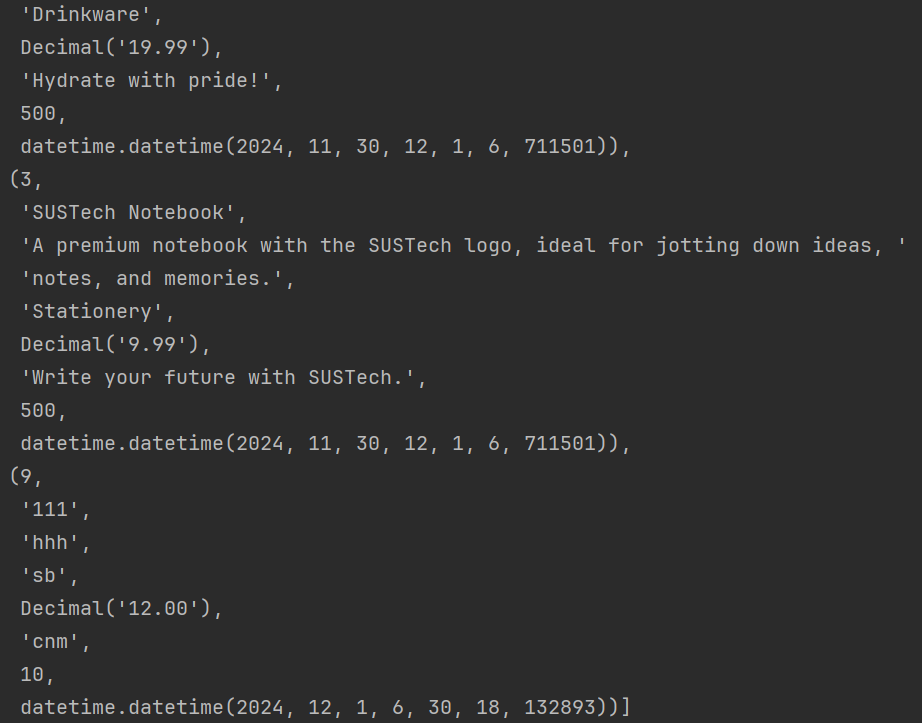 'Drinkware',
Decimal('19.99'),
'Hydrate with pride!',
500,
datetime.datetime(2024, 11, 30, 12, 1, 6, 711501)),
(3,
'SUSTech Notebook',
'A premium notebook with the SUSTech logo, ideal for jotting down ideas, '
'notes, and memories.',
'Stationery',
Decimal('9.99'),
'Write your future with SUSTech.',
500,
datetime.datetime(2024, 11, 30, 12, 1, 6, 711501)),
(9,
'111',
'hhh',
'sb',
Decimal('12.00'),
'cnm',
10,
datetime.datetime(2024, 12, 1, 6, 30, 18, 132893))]